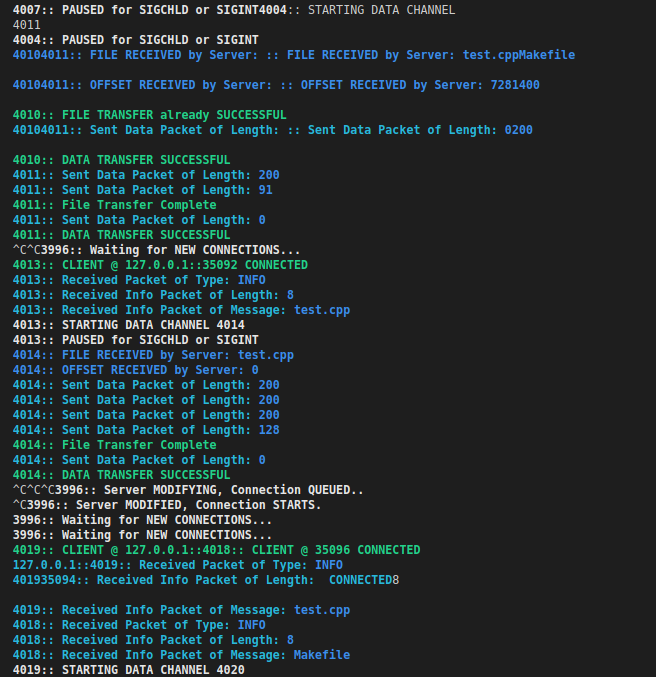 4007:: PAUSED for SIGCHLD or SIGINT4004:: STARTING DATA CHANNEL
4011
4004:: PAUSED for SIGCHLD or SIGINT
40104011:: FILE RECEIVED by Server: :: FILE RECEIVED by Server: test.cppMakefile
40104011:: OFFSET RECEIVED by Server: :: OFFSET RECEIVED by Server: 7281400
4010:: FILE TRANSFER already SUCCESSFUL
40104011:: Sent Data Packet of Length: :: Sent Data Packet of Length: 0200
4010:: DATA TRANSFER SUCCESSFUL
4011:: Sent Data Packet of Length: 200
4011:: Sent Data Packet of Length: 91
4011:: File Transfer Complete
4011:: Sent Data Packet of Length: 0
4011:: DATA TRANSFER SUCCESSFUL
^C^C3996:: Waiting for NEW CONNECTIONS...
4013:: CLIENT @ 127.0.0.1::35092 CONNECTED
4013:: Received Packet of Type: INFO
4013:: Received Info Packet of Length: 8
4013:: Received Info Packet of Message: test.cpp
4013:: STARTING DATA CHANNEL 4014
4013:: PAUSED for SIGCHLD or SIGINT
4014:: FILE RECEIVED by Server: test.cpp
4014:: OFFSET RECEIVED by Server: 0
4014:: Sent Data Packet of Length: 200
4014:: Sent Data Packet of Length: 200
4014:: Sent Data Packet of Length: 200
4014:: Sent Data Packet of Length: 128
4014:: File Transfer Complete
4014:: Sent Data Packet of Length: 0
4014:: DATA TRANSFER SUCCESSFUL
^C^C^C3996:: Server MODIFYING, Connection QUEUED..
^C3996:: Server MODIFIED, Connection STARTS.
3996:: Waiting for NEW CONNECTIONS...
3996:: Waiting for NEW CONNECTIONS...
4019:: CLIENT @ 127.0.0.1::4018:: CLIENT @ 35096 CONNECTED
127.0.0.1::4019:: Received Packet of Type: INFO
401935094:: Received Info Packet of Length:  CONNECTED8
4019:: Received Info Packet of Message: test.cpp
4018:: Received Packet of Type: INFO
4018:: Received Info Packet of Length: 8
4018:: Received Info Packet of Message: Makefile
4019:: STARTING DATA CHANNEL 4020